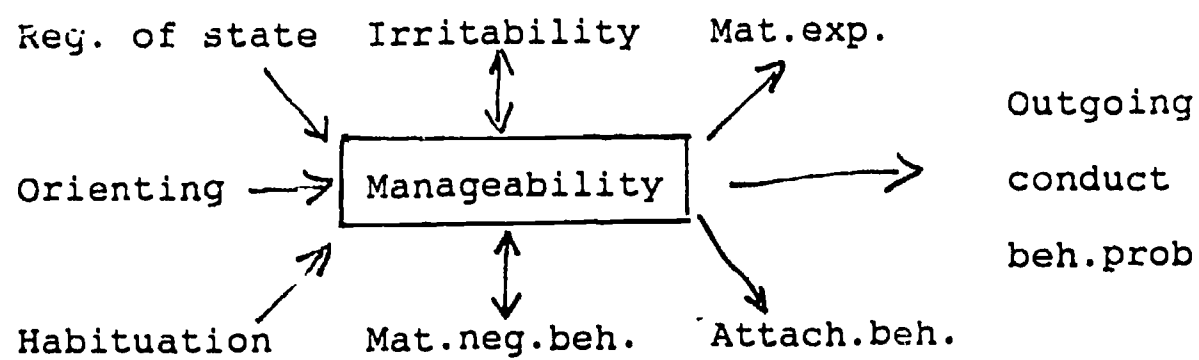 Reg. of state Irritability Mat.exp.
Outgoing
Orienting Manageability conduct
beh.prob
Habituation Mat.neg.beh. Attach.beh.